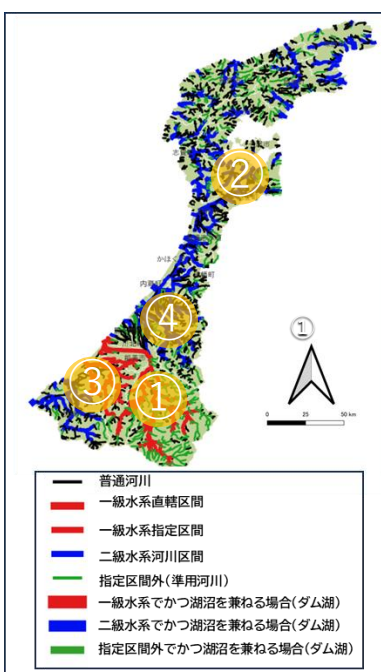 ②
かほく
内灘町
④
①
③
①
0 25 50 km
普通河川
一級水系直轄区間
一級水系指定区間
二級水系河川区間
指定区間外(準用河川)
一級水系でかつ湖沼を兼ねる場合(ダム湖)
二級水系でかつ湖沼を兼ねる場合(ダム湖)
指定区間外でかつ湖沼を兼ねる場合(ダム湖)